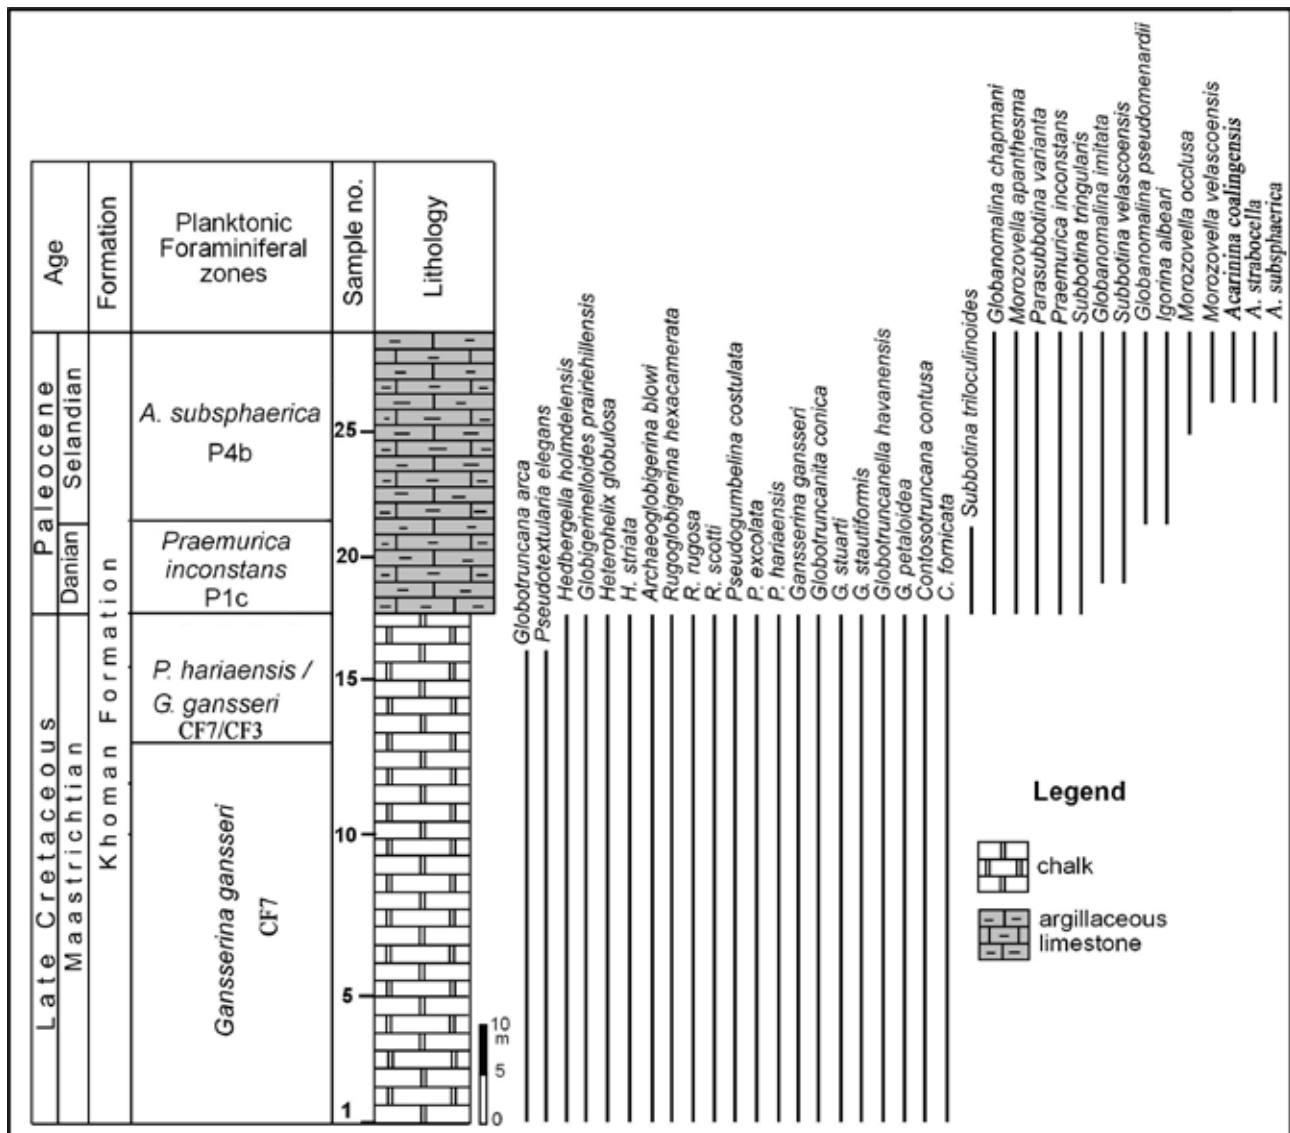 Age
Formation
Planktonic
Foraminiferal
zones
Sample no.
Lithology
Paleocene
Selandian
Danian
Late Cretaceous
Maastrichtian
Khoman Formation
A. subsphaerica
P4b
Praemurica
inconstans
P1c
P. hariaensis /
G. gansseri
CF7/CF3
Gansserina gansseri
CF7
25
20
15
10
5
1
10
m
5
0
Globotruncana arca
Pseudotextularia elegans
Hedbergella holmdelensis
Globigerinelloides prairiehillensis
Heterohelix globulosa
H. striata
Archaeoglobigerina blowi
Rugoglobigerina hexacamerata
R. rugosa
R. scotti
Pseudogumbelina costulata
P. excolata
P. hariaensis
Gansserina gansseri
Globotruncanita conica
G. stuarti
G. stautiformis
Globotruncanella havanensis
G. petaloidea
Contosotruncana contusa
C. fornicata
Subbotina triloculinoides
Globanomalina chapmani
Morozovella apanthesma
Parasubbotina varianta
Praemurica inconstans
Subbotina tringularis
Globanomalina imitata
Subbotina velascoensis
Globanomalina pseudomenardii
Igorina albeari
Morozovella occlusa
Morozovella velascoensis
Acarinina coalingensis
A. strabocella
A. subsphaerica
Legend
chalk
argillaceous
limestone